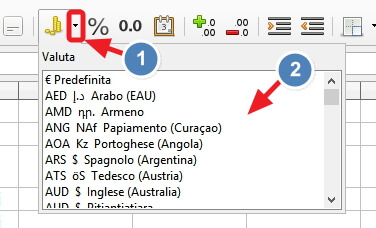 % 0.0 3 .00 .00
1
Valuta
€ Predefinita
AED د.إ Arabo (EAU)
AMD դր. Armeno
ANG NAf Papiamento (Curaçao)
AOA Kz Portoghese (Angola)
ARS $ Spagnolo (Argentina)
ATS öS Tedesco (Austria)
AUD $ Inglese (Australia)
AUD $ Pitjantjatjara
2